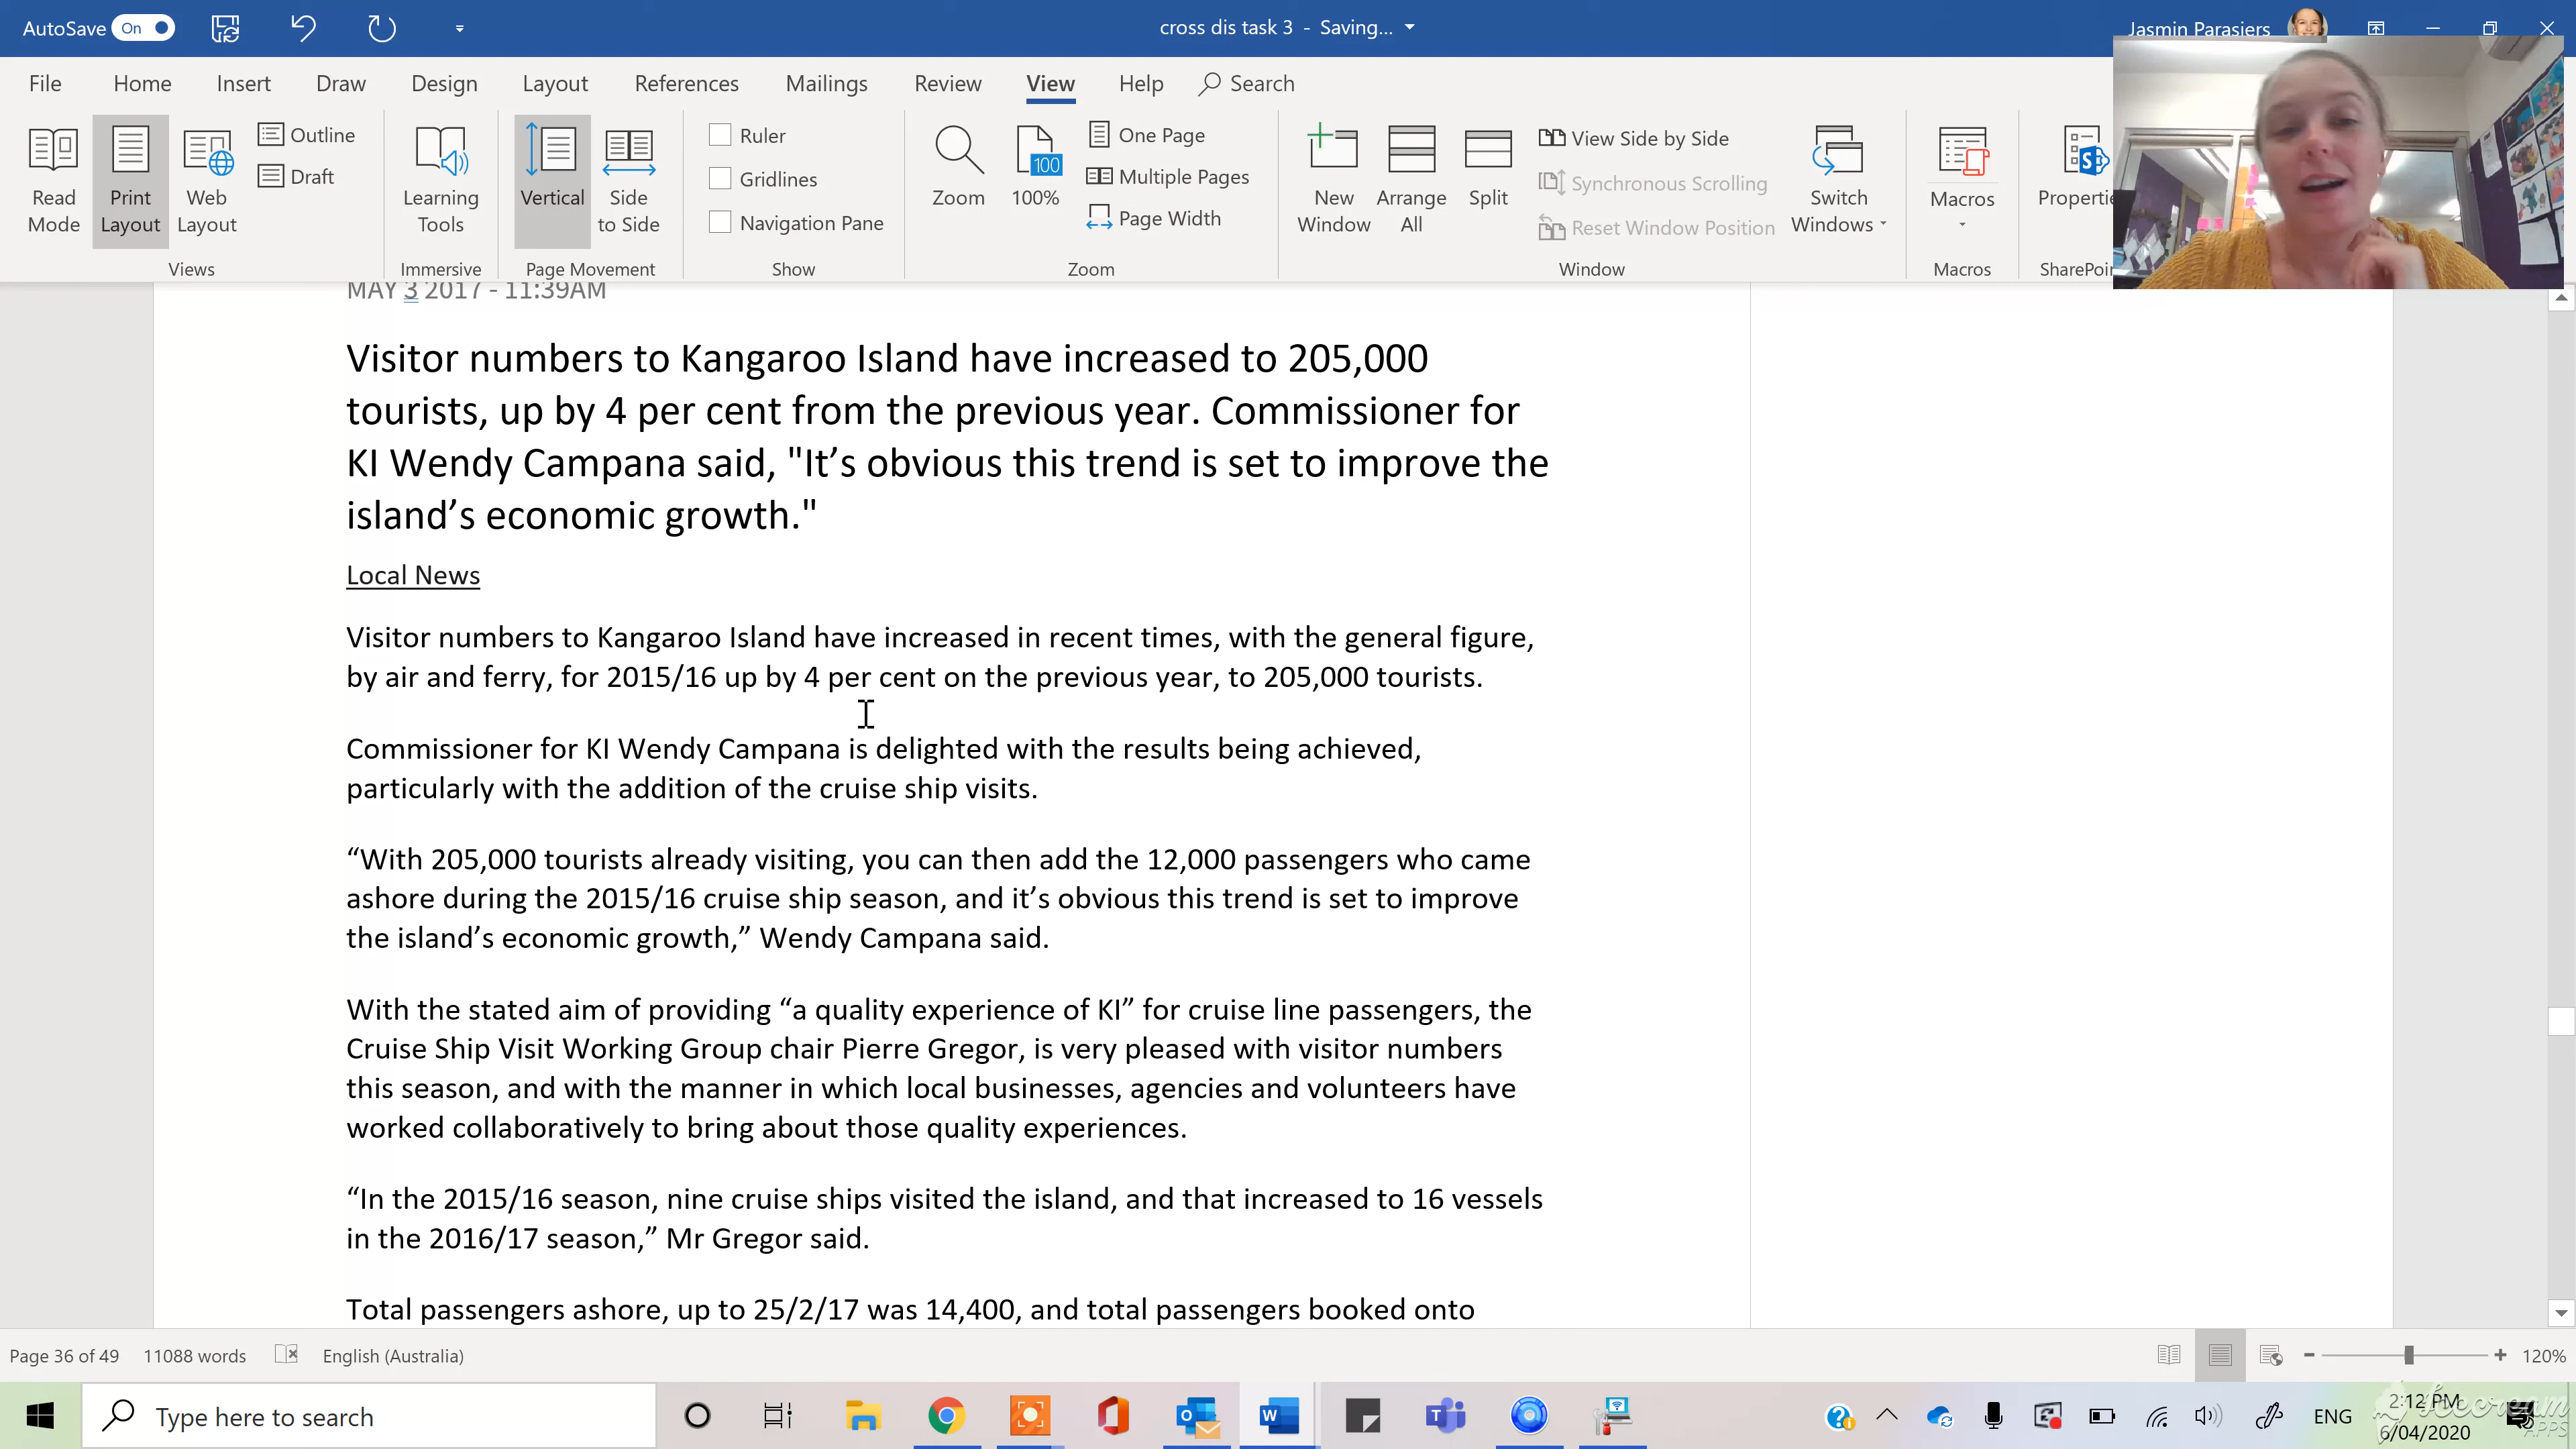 AutoSave On
cross dis task 3 - Saving...
Jasmin Parasiers
File Home Insert Draw Design Layout References Mailings Review View Help Search
Read Mode
Print Layout
Web Layout
Outline
Draft
Views
Learning Tools
Immersive
Vertical
Side to Side
Page Movement
Ruler
Gridlines
Navigation Pane
Show
Zoom
100
100%
One Page
Multiple Pages
Page Width
Zoom
New Window
Arrange All
Split
View Side by Side
Synchronous Scrolling
Reset Window Position
Window
Switch Windows
Macros
Macros
Propertie
SharePoin
MAY 3 2017 - 11:39AM
Visitor numbers to Kangaroo Island have increased to 205,000
tourists, up by 4 per cent from the previous year. Commissioner for
KI Wendy Campana said, "It’s obvious this trend is set to improve the
island’s economic growth."
Local News
Visitor numbers to Kangaroo Island have increased in recent times, with the general figure,
by air and ferry, for 2015/16 up by 4 per cent on the previous year, to 205,000 tourists.
Commissioner for KI Wendy Campana is delighted with the results being achieved,
particularly with the addition of the cruise ship visits.
“With 205,000 tourists already visiting, you can then add the 12,000 passengers who came
ashore during the 2015/16 cruise ship season, and it’s obvious this trend is set to improve
the island’s economic growth,” Wendy Campana said.
With the stated aim of providing “a quality experience of KI” for cruise line passengers, the
Cruise Ship Visit Working Group chair Pierre Gregor, is very pleased with visitor numbers
this season, and with the manner in which local businesses, agencies and volunteers have
worked collaboratively to bring about those quality experiences.
“In the 2015/16 season, nine cruise ships visited the island, and that increased to 16 vessels
in the 2016/17 season,” Mr Gregor said.
Total passengers ashore, up to 25/2/17 was 14,400, and total passengers booked onto
Page 36 of 49 11088 words English (Australia)
120%
Type here to search
ENG
2:12 PM
6/04/2020
Icecream
APPS